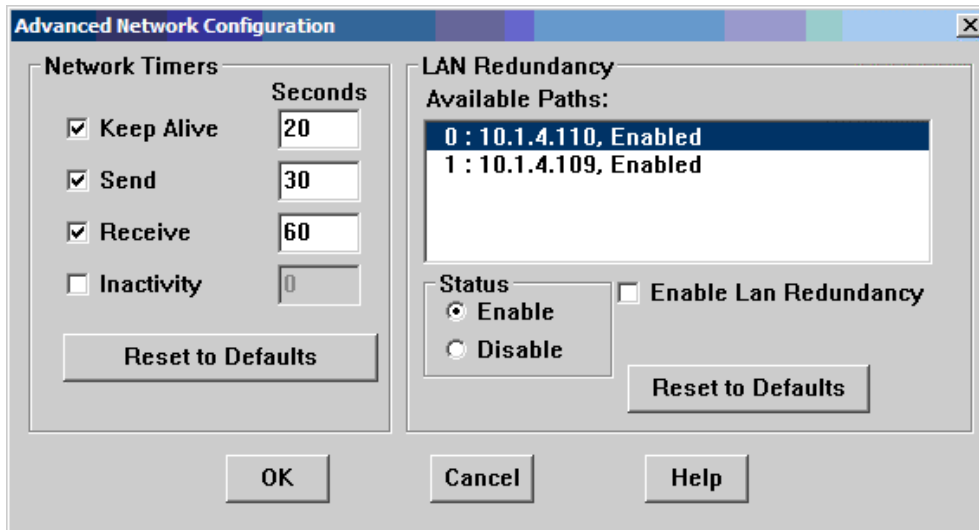 Advanced Network Configuration
Network Timers
Seconds
Keep Alive 20
Send 30
Receive 60
Inactivity 0
Reset to Defaults
LAN Redundancy
Available Paths:
0 : 10.1.4.110, Enabled
1 : 10.1.4.109, Enabled
Status
Enable
Disable
Enable Lan Redundancy
Reset to Defaults
OK
Cancel
Help